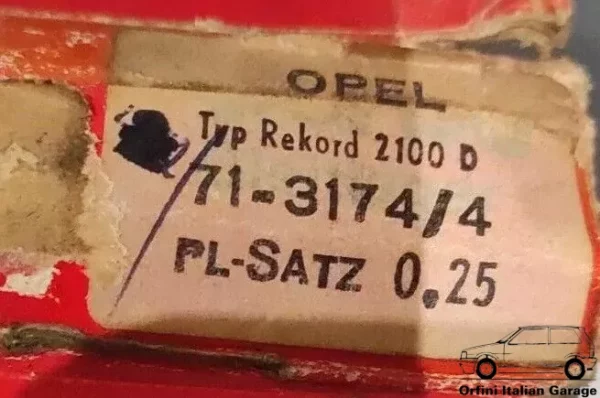 OPEL
Typ Rekord 2100 D
71-3174/4
PL-SATZ 0.25
Orfini Italian Garage